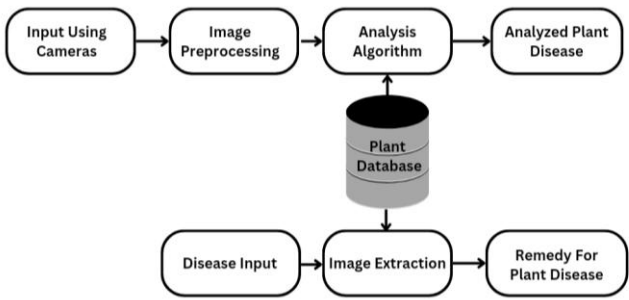 Input Using
Cameras
Image
Preprocessing
Analysis
Algorithm
Analyzed Plant
Disease
Plant
Database
Disease Input
Image Extraction
Remedy For
Plant Disease